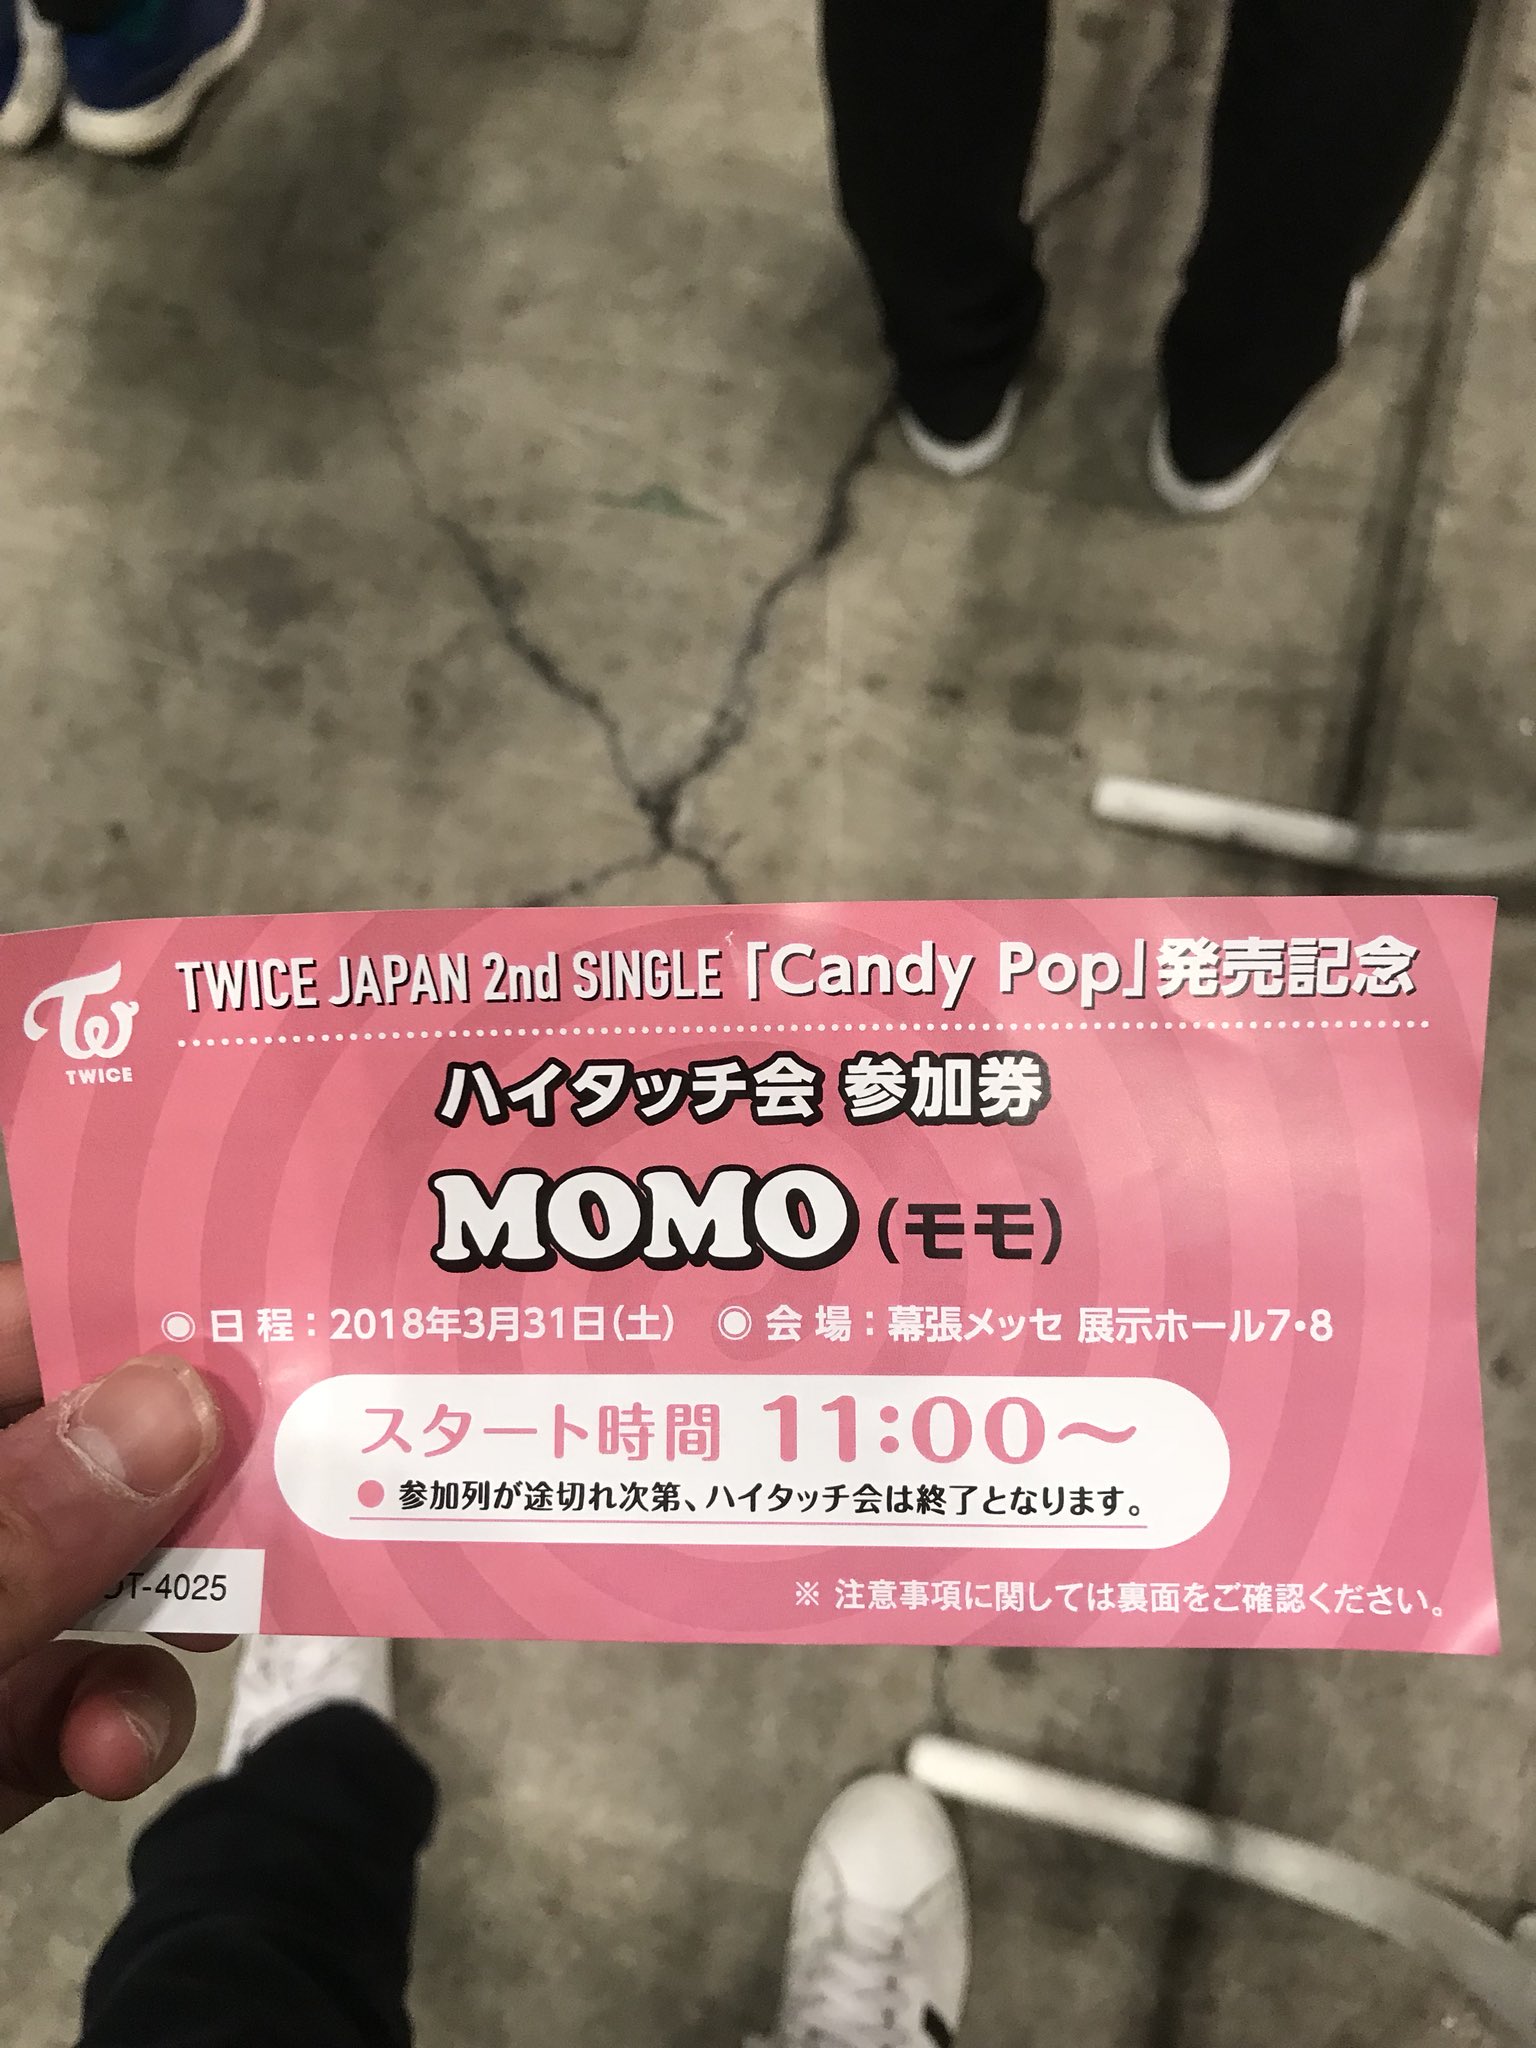 TWICE JAPAN 2nd SINGLE「Candy Pop」発売記念
TWICE
ハイタッチ会 参加券
MOMO (モモ)
◉ 日 程：2018年3月31日(土) ◉ 会 場：幕張メッセ 展示ホール7・8
スタート時間 11:00～
● 参加列が途切れ次第、ハイタッチ会は終了となります。
T-4025
※ 注意事項に関しては裏面をご確認ください。